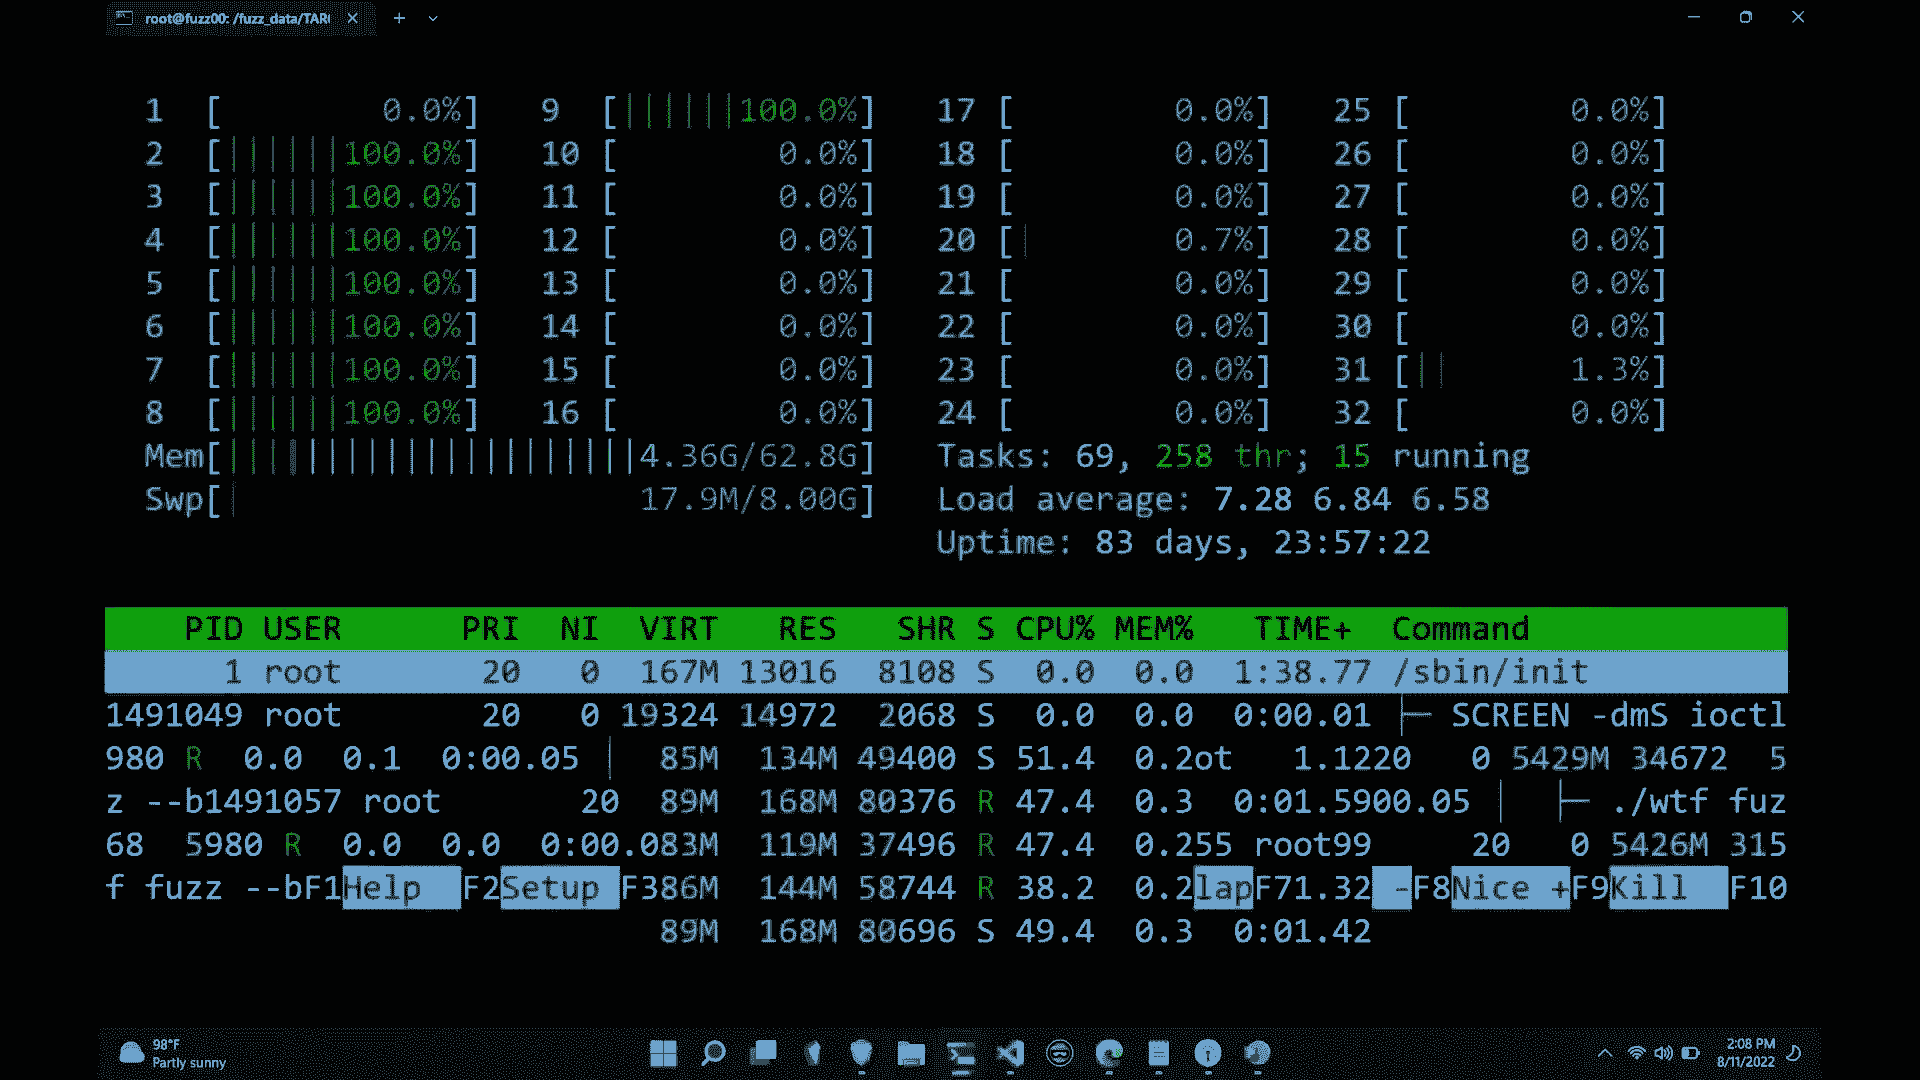 root@fuzz00: /fuzz_data/TAR
1 [ 0.0%] 9 [||||||100.0%] 17 [ 0.0%] 25 [ 0.0%]
2 [||||||100.0%] 10 [ 0.0%] 18 [ 0.0%] 26 [ 0.0%]
3 [||||||100.0%] 11 [ 0.0%] 19 [ 0.0%] 27 [ 0.0%]
4 [||||||100.0%] 12 [ 0.0%] 20 [| 0.7%] 28 [ 0.0%]
5 [||||||100.0%] 13 [ 0.0%] 21 [ 0.0%] 29 [ 0.0%]
6 [||||||100.0%] 14 [ 0.0%] 22 [ 0.0%] 30 [ 0.0%]
7 [||||||100.0%] 15 [ 0.0%] 23 [ 0.0%] 31 [|| 1.3%]
8 [||||||100.0%] 16 [ 0.0%] 24 [ 0.0%] 32 [ 0.0%]
Mem[|||||||||||||||||||||4.36G/62.8G] Tasks: 69, 258 thr; 15 running
Swp[| 17.9M/8.00G] Load average: 7.28 6.84 6.58
Uptime: 83 days, 23:57:22
PID USER PRI NI VIRT RES SHR S CPU% MEM% TIME+ Command
1 root 20 0 167M 13016 8108 S 0.0 0.0 1:38.77 /sbin/init
1491049 root 20 0 19324 14972 2068 S 0.0 0.0 0:00.01 ├─ SCREEN -dmS ioctl
980 R 0.0 0.1 0:00.05 │ 85M 134M 49400 S 51.4 0.2ot 1.1220 0 5429M 34672 5
z --b1491057 root 20 89M 168M 80376 R 47.4 0.3 0:01.5900.05 │ ├─ ./wtf fuz
68 5980 R 0.0 0.0 0:00.083M 119M 37496 R 47.4 0.255 root99 20 0 5426M 315
f fuzz --bF1Help F2Setup F386M 144M 58744 R 38.2 0.2lapF71.32 -F8Nice +F9Kill F10
89M 168M 80696 S 49.4 0.3 0:01.42
98°F
Partly sunny
2:08 PM
8/11/2022